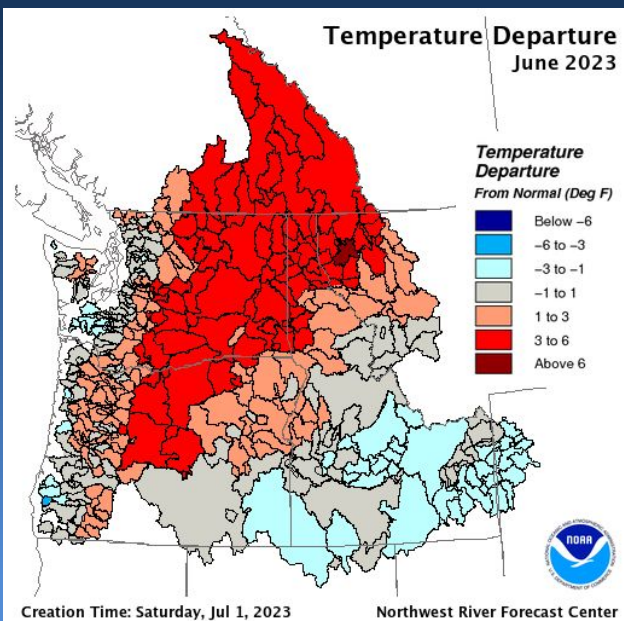 Temperature Departure
June 2023
Temperature
Departure
From Normal (Deg F)
Below −6
−6 to −3
−3 to −1
−1 to 1
1 to 3
3 to 6
Above 6
NOAA
Creation Time: Saturday, Jul 1, 2023
Northwest River Forecast Center